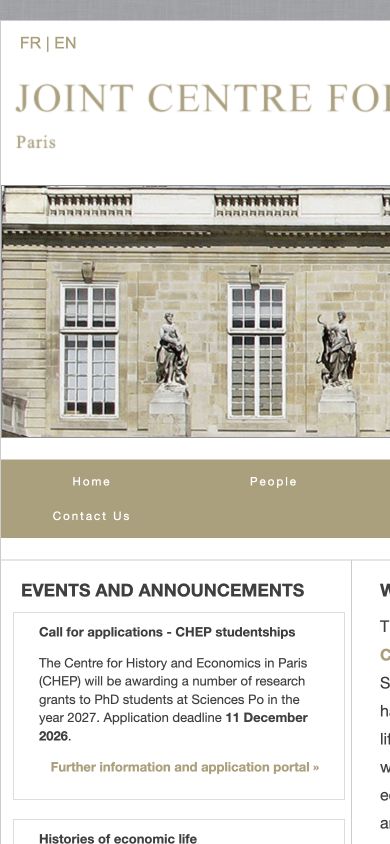 FR | EN
JOINT CENTRE FO
Paris
Home
People
Contact Us
EVENTS AND ANNOUNCEMENTS
Call for applications - CHEP studentships
The Centre for History and Economics in Paris
(CHEP) will be awarding a number of research
grants to PhD students at Sciences Po in the
year 2027. Application deadline 11 December
2026.
Further information and application portal »
Histories of economic life